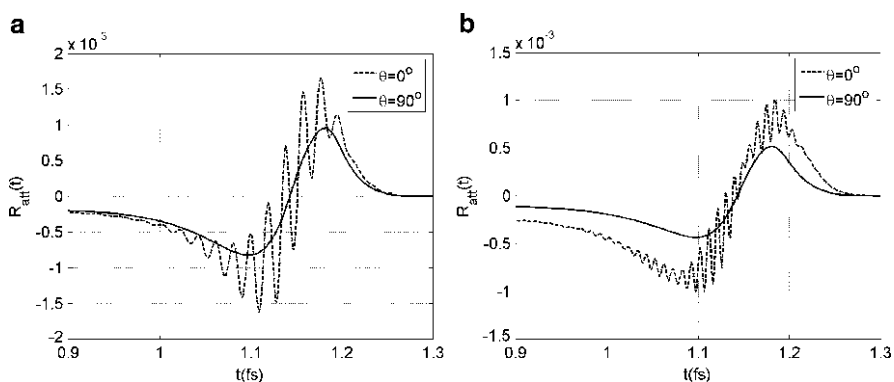 a
2 x 10^-5
θ=0°
θ=90°
1.5
1
0.5
0
-0.5
-1
-1.5
-2
R_att(t)
0.9 1 1.1 1.2 1.3
t(fs)
b
1.5 x 10^-3
θ=0°
θ=90°
1
0.5
0
-0.5
-1
-1.5
R_att(t)
0.9 1 1.1 1.2 1.3
t(fs)